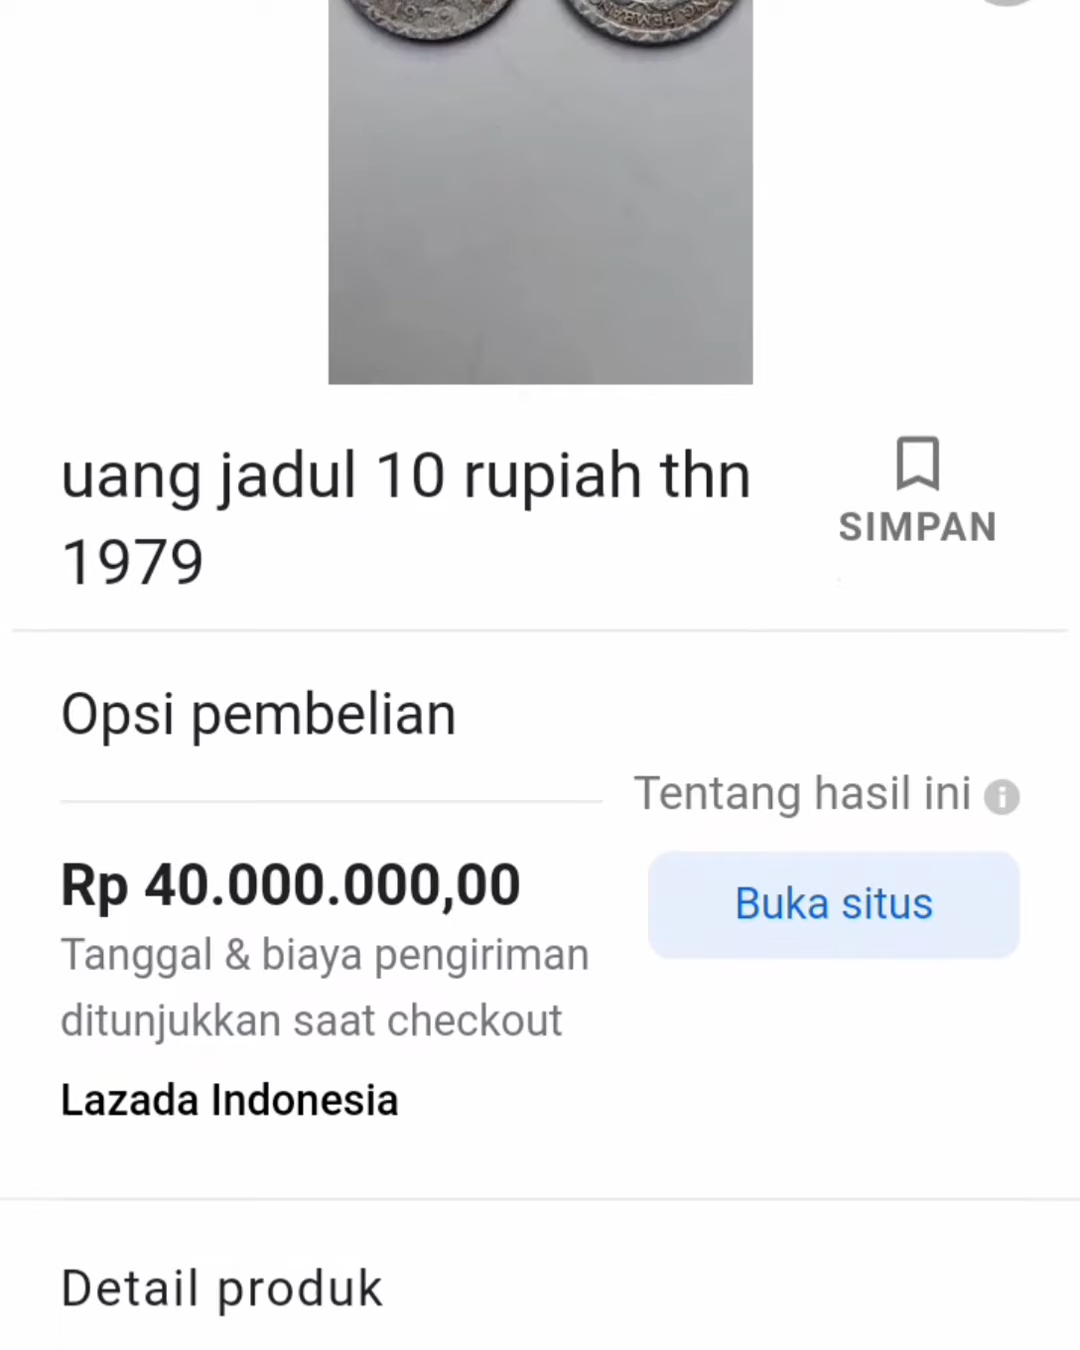 uang jadul 10 rupiah thn
1979
SIMPAN
Opsi pembelian
Tentang hasil ini
Rp 40.000.000,00
Buka situs
Tanggal & biaya pengiriman
ditunjukkan saat checkout
Lazada Indonesia
Detail produk